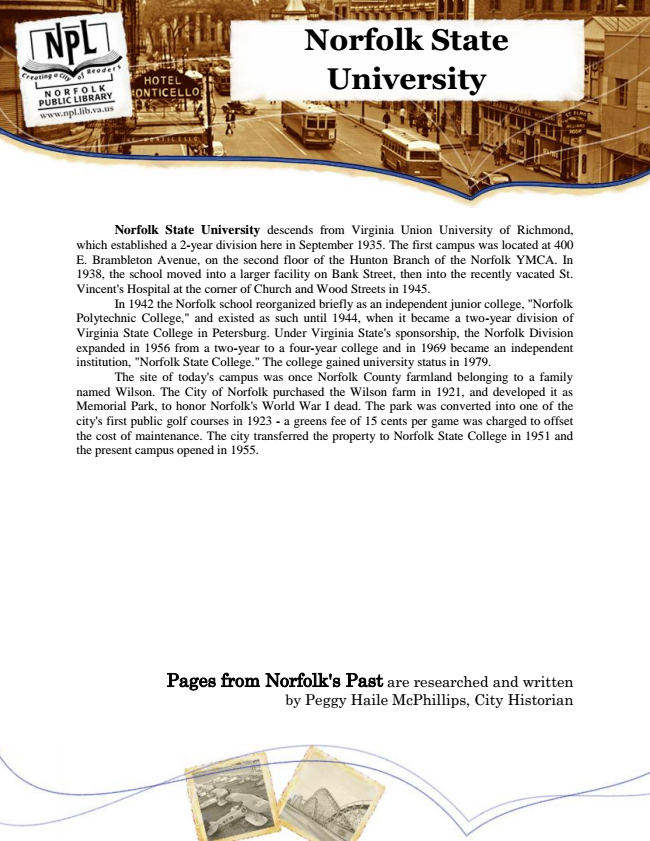 NPL
Creating a City of Readers
NORFOLK
PUBLIC LIBRARY
www.npl.lib.va.us
HOTEL
MONTICELLO
Norfolk State
University
Norfolk State University descends from Virginia Union University of Richmond,
which established a 2-year division here in September 1935. The first campus was located at 400
E. Brambleton Avenue, on the second floor of the Hunton Branch of the Norfolk YMCA. In
1938, the school moved into a larger facility on Bank Street, then into the recently vacated St.
Vincent's Hospital at the corner of Church and Wood Streets in 1945.
In 1942 the Norfolk school reorganized briefly as an independent junior college, "Norfolk
Polytechnic College," and existed as such until 1944, when it became a two-year division of
Virginia State College in Petersburg. Under Virginia State's sponsorship, the Norfolk Division
expanded in 1956 from a two-year to a four-year college and in 1969 became an independent
institution, "Norfolk State College." The college gained university status in 1979.
The site of today's campus was once Norfolk County farmland belonging to a family
named Wilson. The City of Norfolk purchased the Wilson farm in 1921, and developed it as
Memorial Park, to honor Norfolk's World War I dead. The park was converted into one of the
city's first public golf courses in 1923 - a greens fee of 15 cents per game was charged to offset
the cost of maintenance. The city transferred the property to Norfolk State College in 1951 and
the present campus opened in 1955.
Pages from Norfolk's Past are researched and written
by Peggy Haile McPhillips, City Historian